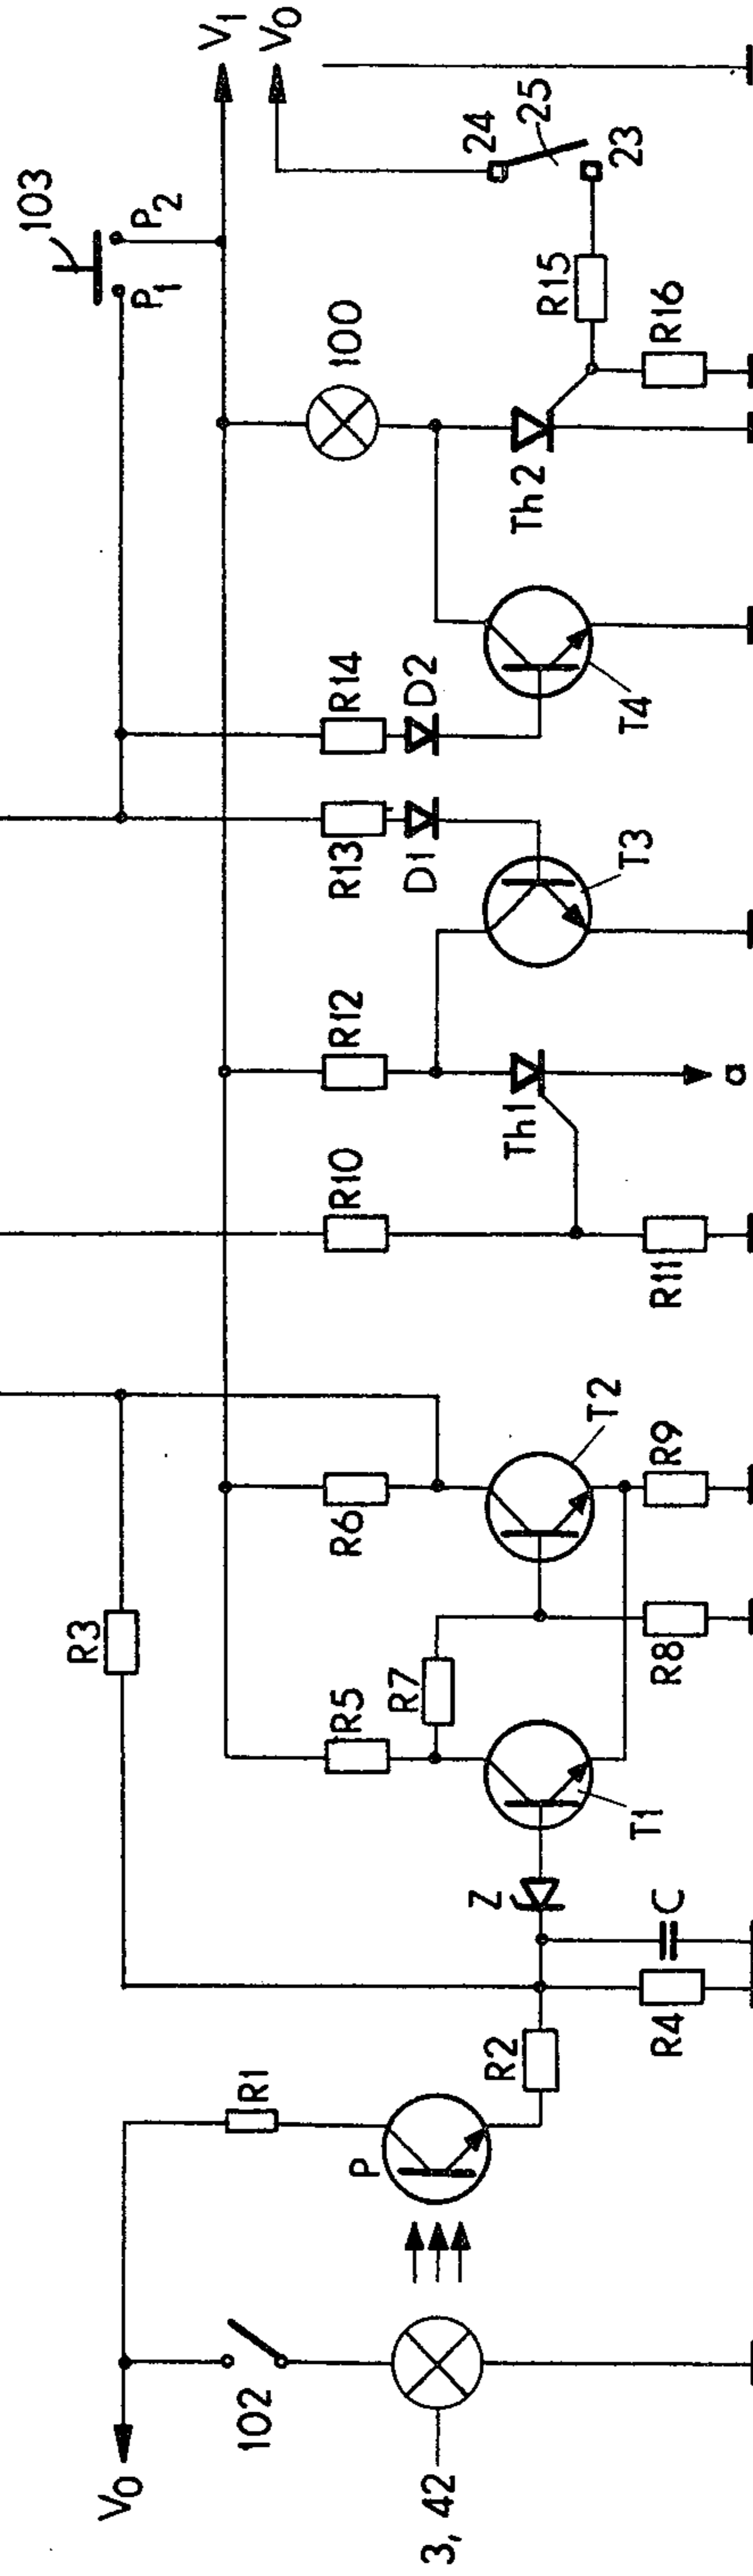 V0
102
3, 42
R1
P
R2
R3
R4
C
Z
T1
R5
R7
R6
T2
R8
R9
R10
R11
Th1
R12
a
R13
D1
T3
R14
D2
T4
Th2
100
R15
R16
103
P1
P2
V1
V0
24
25
23